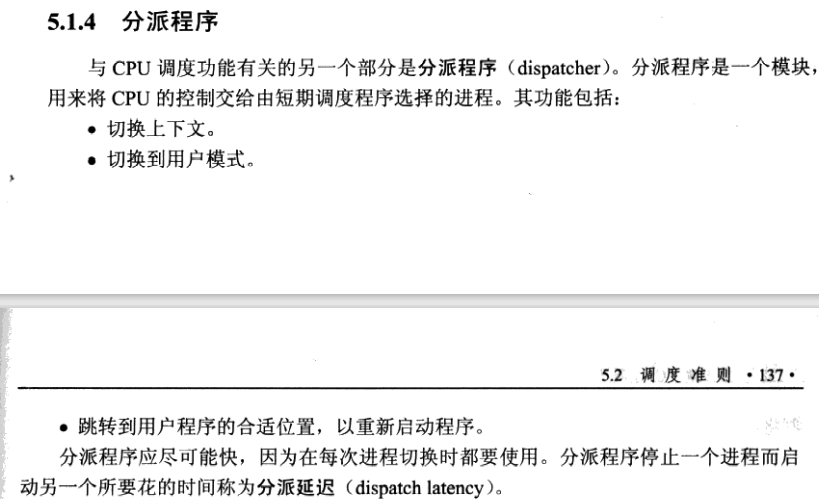 5.1.4 分派程序
与 CPU 调度功能有关的另一个部分是分派程序（dispatcher）。分派程序是一个模块，
用来将 CPU 的控制交给由短期调度程序选择的进程。其功能包括：
• 切换上下文。
• 切换到用户模式。
5.2 调度准则 ·137·
• 跳转到用户程序的合适位置，以重新启动程序。
分派程序应尽可能快，因为在每次进程切换时都要使用。分派程序停止一个进程而启
动另一个所要花的时间称为分派延迟（dispatch latency）。